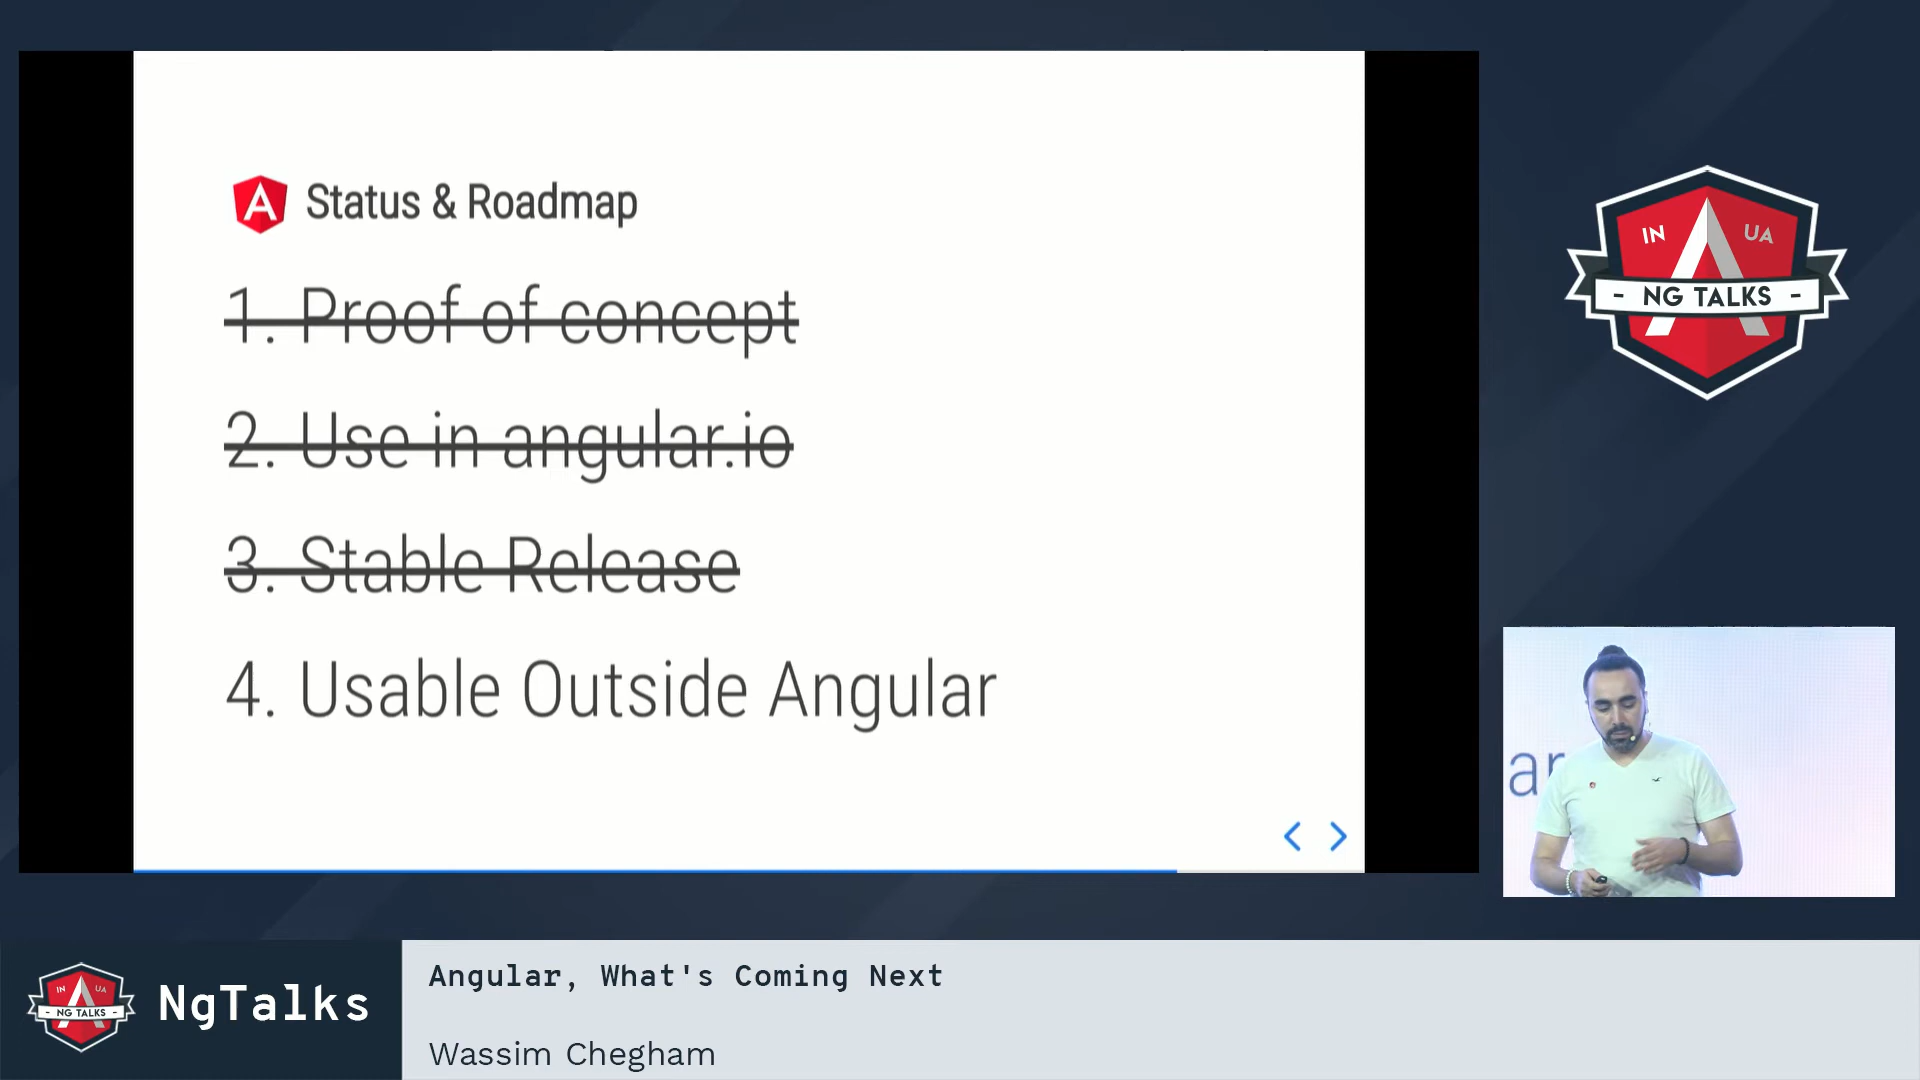 Status & Roadmap
1. Proof of concept
2. Use in angular.io
3. Stable Release
4. Usable Outside Angular
IN UA
- NG TALKS -
ar
IN UA
- NG TALKS -
NgTalks
Angular, What's Coming Next
Wassim Chegham